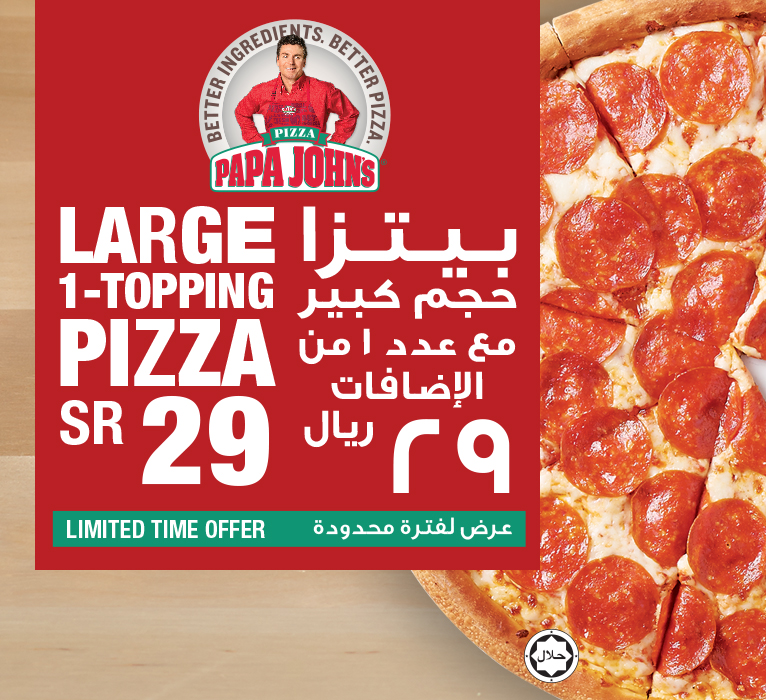 BETTER INGREDIENTS. BETTER PIZZA.
PIZZA
PAPA JOHN'S
LARGE
1-TOPPING
PIZZA
SR 29
بيتزا
حجم كبير
مع عدد ١ من
الإضافات
٢٩ ريال
LIMITED TIME OFFER
عرض لفترة محدودة
حلال